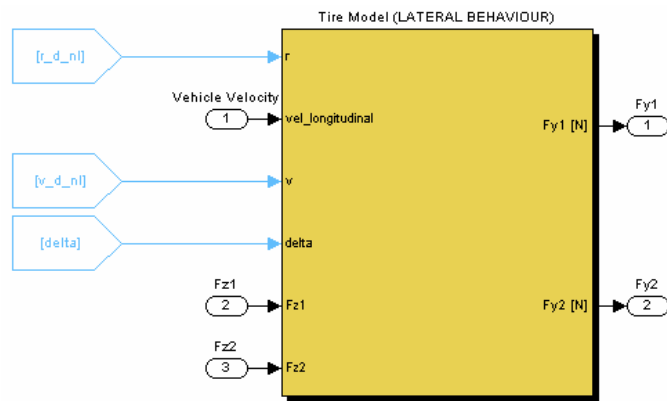 Tire Model (LATERAL BEHAVIOUR)
[r_d_nl]
r
Vehicle Velocity
1
vel_longitudinal
Fy1
Fy1 [N]
1
[v_d_nl]
v
[delta]
delta
Fz1
2
Fz1
Fy2
Fy2 [N]
2
Fz2
3
Fz2